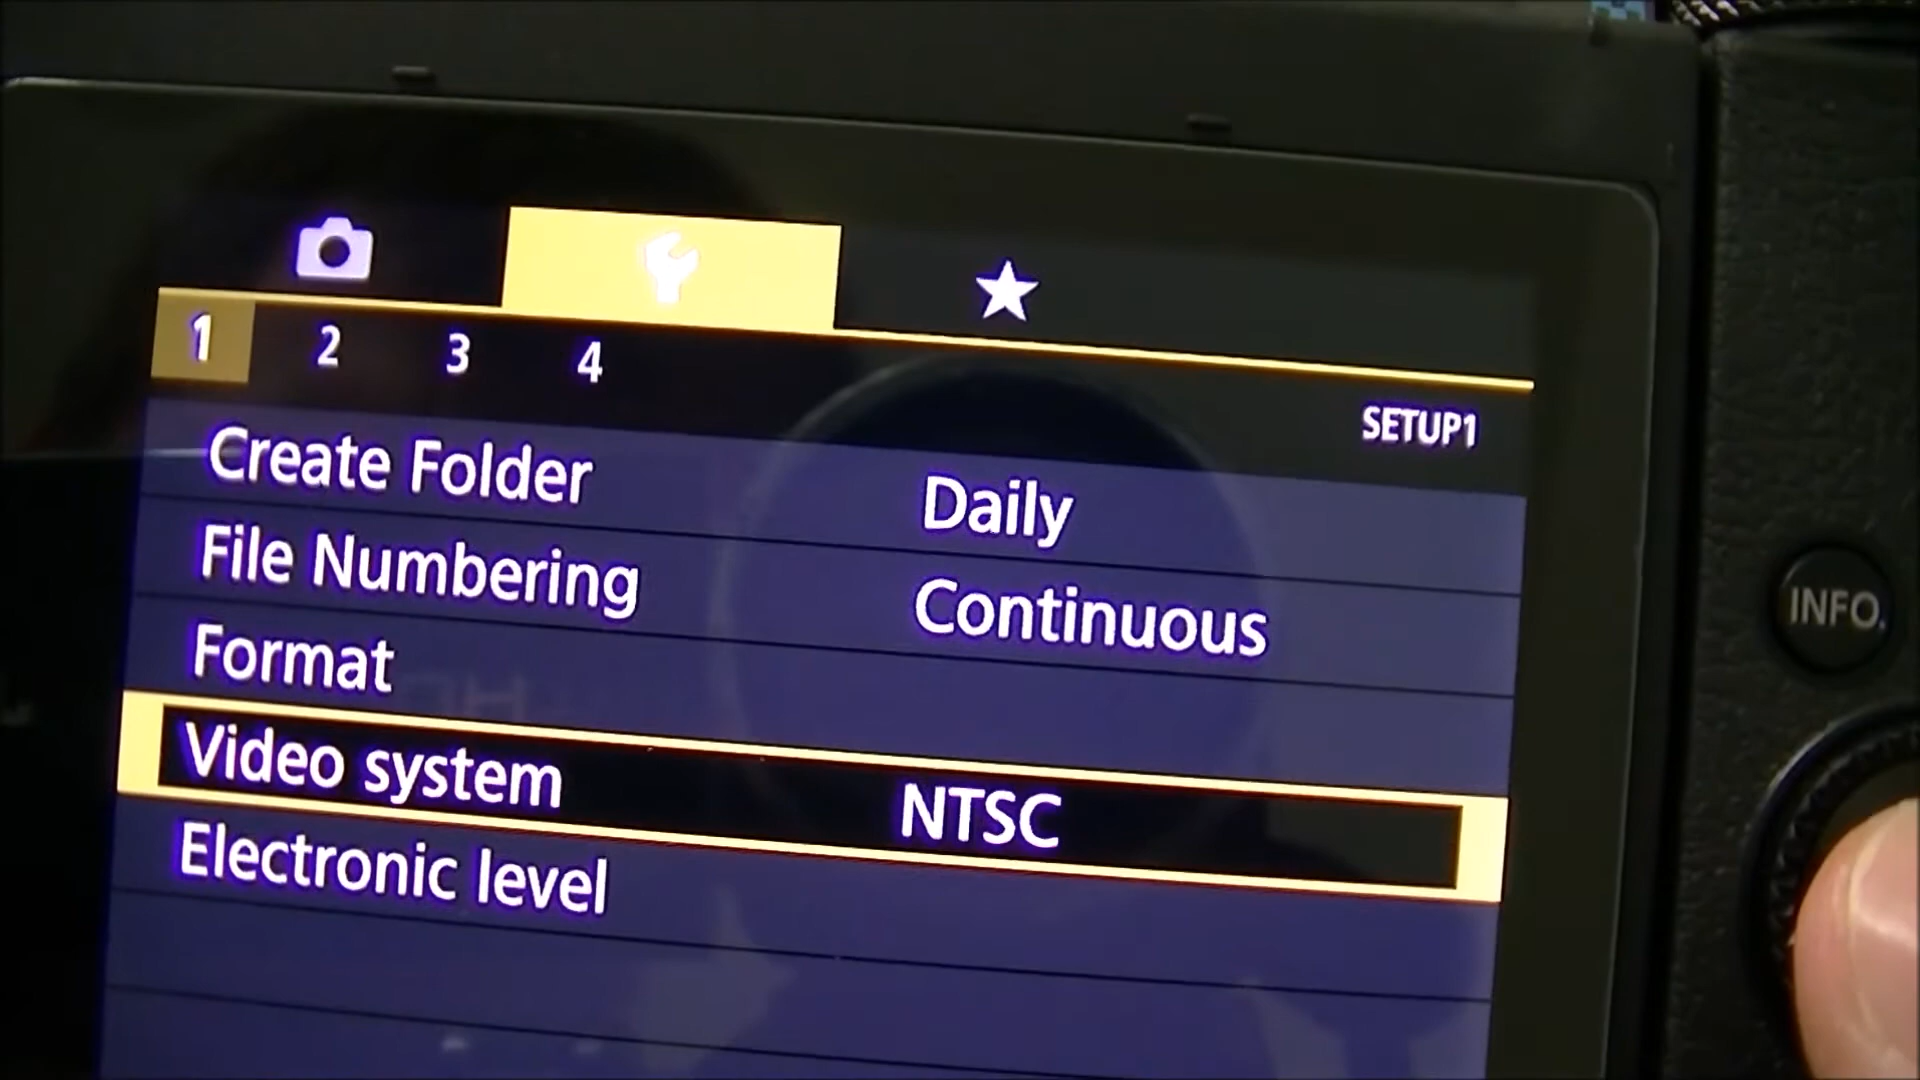 1 2 3 4
SETUP1
Create Folder Daily
File Numbering Continuous
Format
Video system NTSC
Electronic level
INFO.